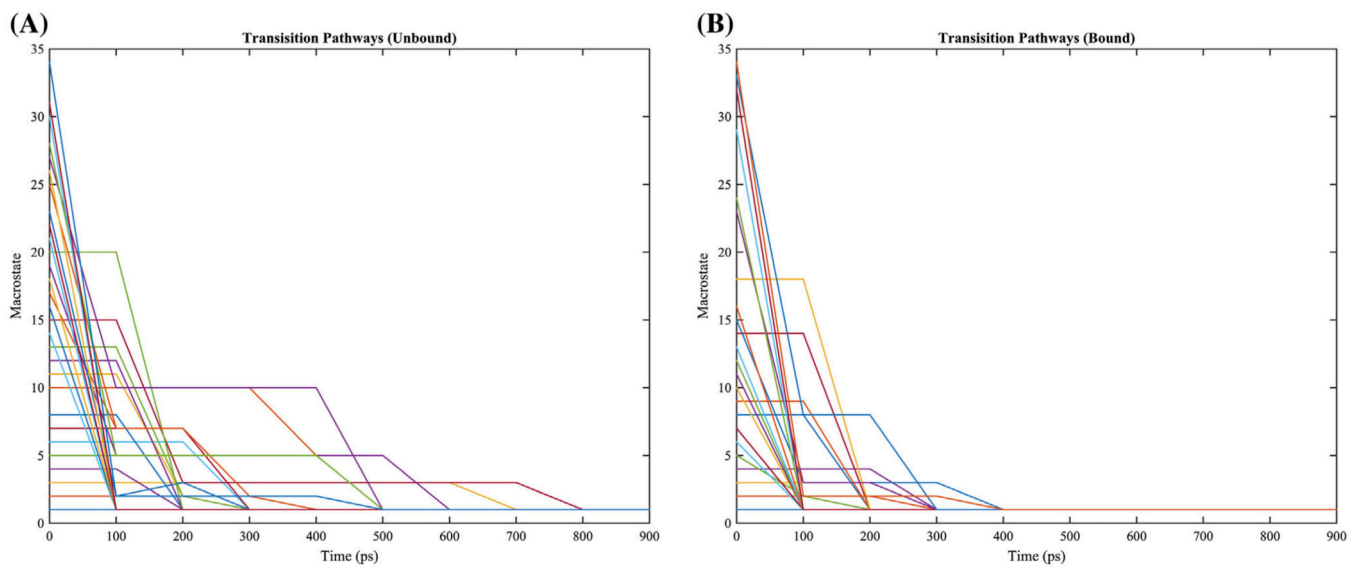 (A)
Transisition Pathways (Unbound)
35
30
25
20
15
10
5
0
Macrostate
0 100 200 300 400 500 600 700 800 900
Time (ps)
(B)
Transisition Pathways (Bound)
35
30
25
20
15
10
5
0
Macrostate
0 100 200 300 400 500 600 700 800 900
Time (ps)